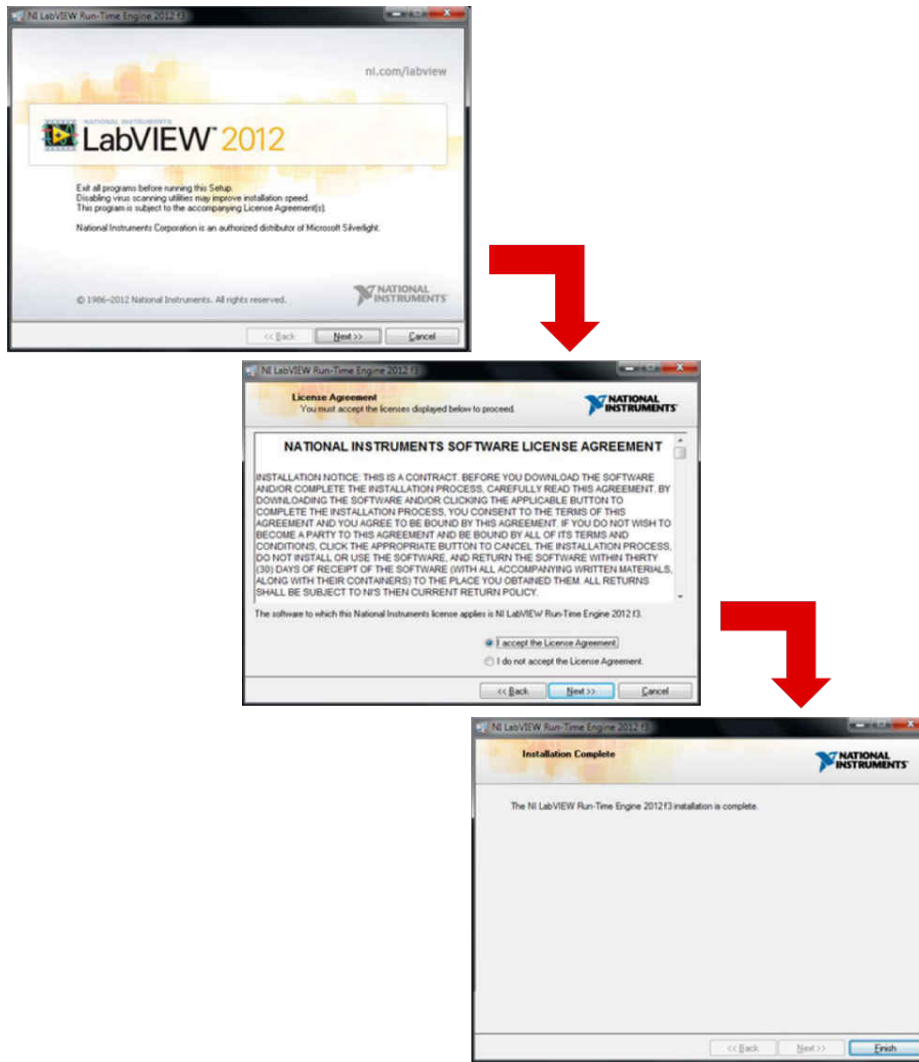 NI LabVIEW Run-Time Engine 2012 f3
ni.com/labview
NATIONAL INSTRUMENTS
LabVIEW™ 2012
Exit all programs before running this Setup.
Disabling virus scanning utilities may improve installation speed.
This program is subject to the accompanying License Agreement(s).
National Instruments Corporation is an authorized distributor of Microsoft Silverlight.
© 1986–2012 National Instruments. All rights reserved.
NATIONAL
INSTRUMENTS
<< Back Next >> Cancel
NI LabVIEW Run-Time Engine 2012 f3
License Agreement
You must accept the licenses displayed below to proceed.
NATIONAL
INSTRUMENTS
NATIONAL INSTRUMENTS SOFTWARE LICENSE AGREEMENT
INSTALLATION NOTICE: THIS IS A CONTRACT. BEFORE YOU DOWNLOAD THE SOFTWARE
AND/OR COMPLETE THE INSTALLATION PROCESS, CAREFULLY READ THIS AGREEMENT. BY
DOWNLOADING THE SOFTWARE AND/OR CLICKING THE APPLICABLE BUTTON TO
COMPLETE THE INSTALLATION PROCESS, YOU CONSENT TO THE TERMS OF THIS
AGREEMENT AND YOU AGREE TO BE BOUND BY THIS AGREEMENT. IF YOU DO NOT WISH TO
BECOME A PARTY TO THIS AGREEMENT AND BE BOUND BY ALL OF ITS TERMS AND
CONDITIONS, CLICK THE APPROPRIATE BUTTON TO CANCEL THE INSTALLATION PROCESS,
DO NOT INSTALL OR USE THE SOFTWARE, AND RETURN THE SOFTWARE WITHIN THIRTY
(30) DAYS OF RECEIPT OF THE SOFTWARE (WITH ALL ACCOMPANYING WRITTEN MATERIALS,
ALONG WITH THEIR CONTAINERS) TO THE PLACE YOU OBTAINED THEM. ALL RETURNS
SHALL BE SUBJECT TO NI'S THEN CURRENT RETURN POLICY.
The software to which this National Instruments license applies is NI LabVIEW Run-Time Engine 2012 f3.
I accept the License Agreement.
I do not accept the License Agreement.
<< Back Next >> Cancel
NI LabVIEW Run-Time Engine 2012 f3
Installation Complete
NATIONAL
INSTRUMENTS
The NI LabVIEW Run-Time Engine 2012 f3 installation is complete.
<< Back Next >> Finish